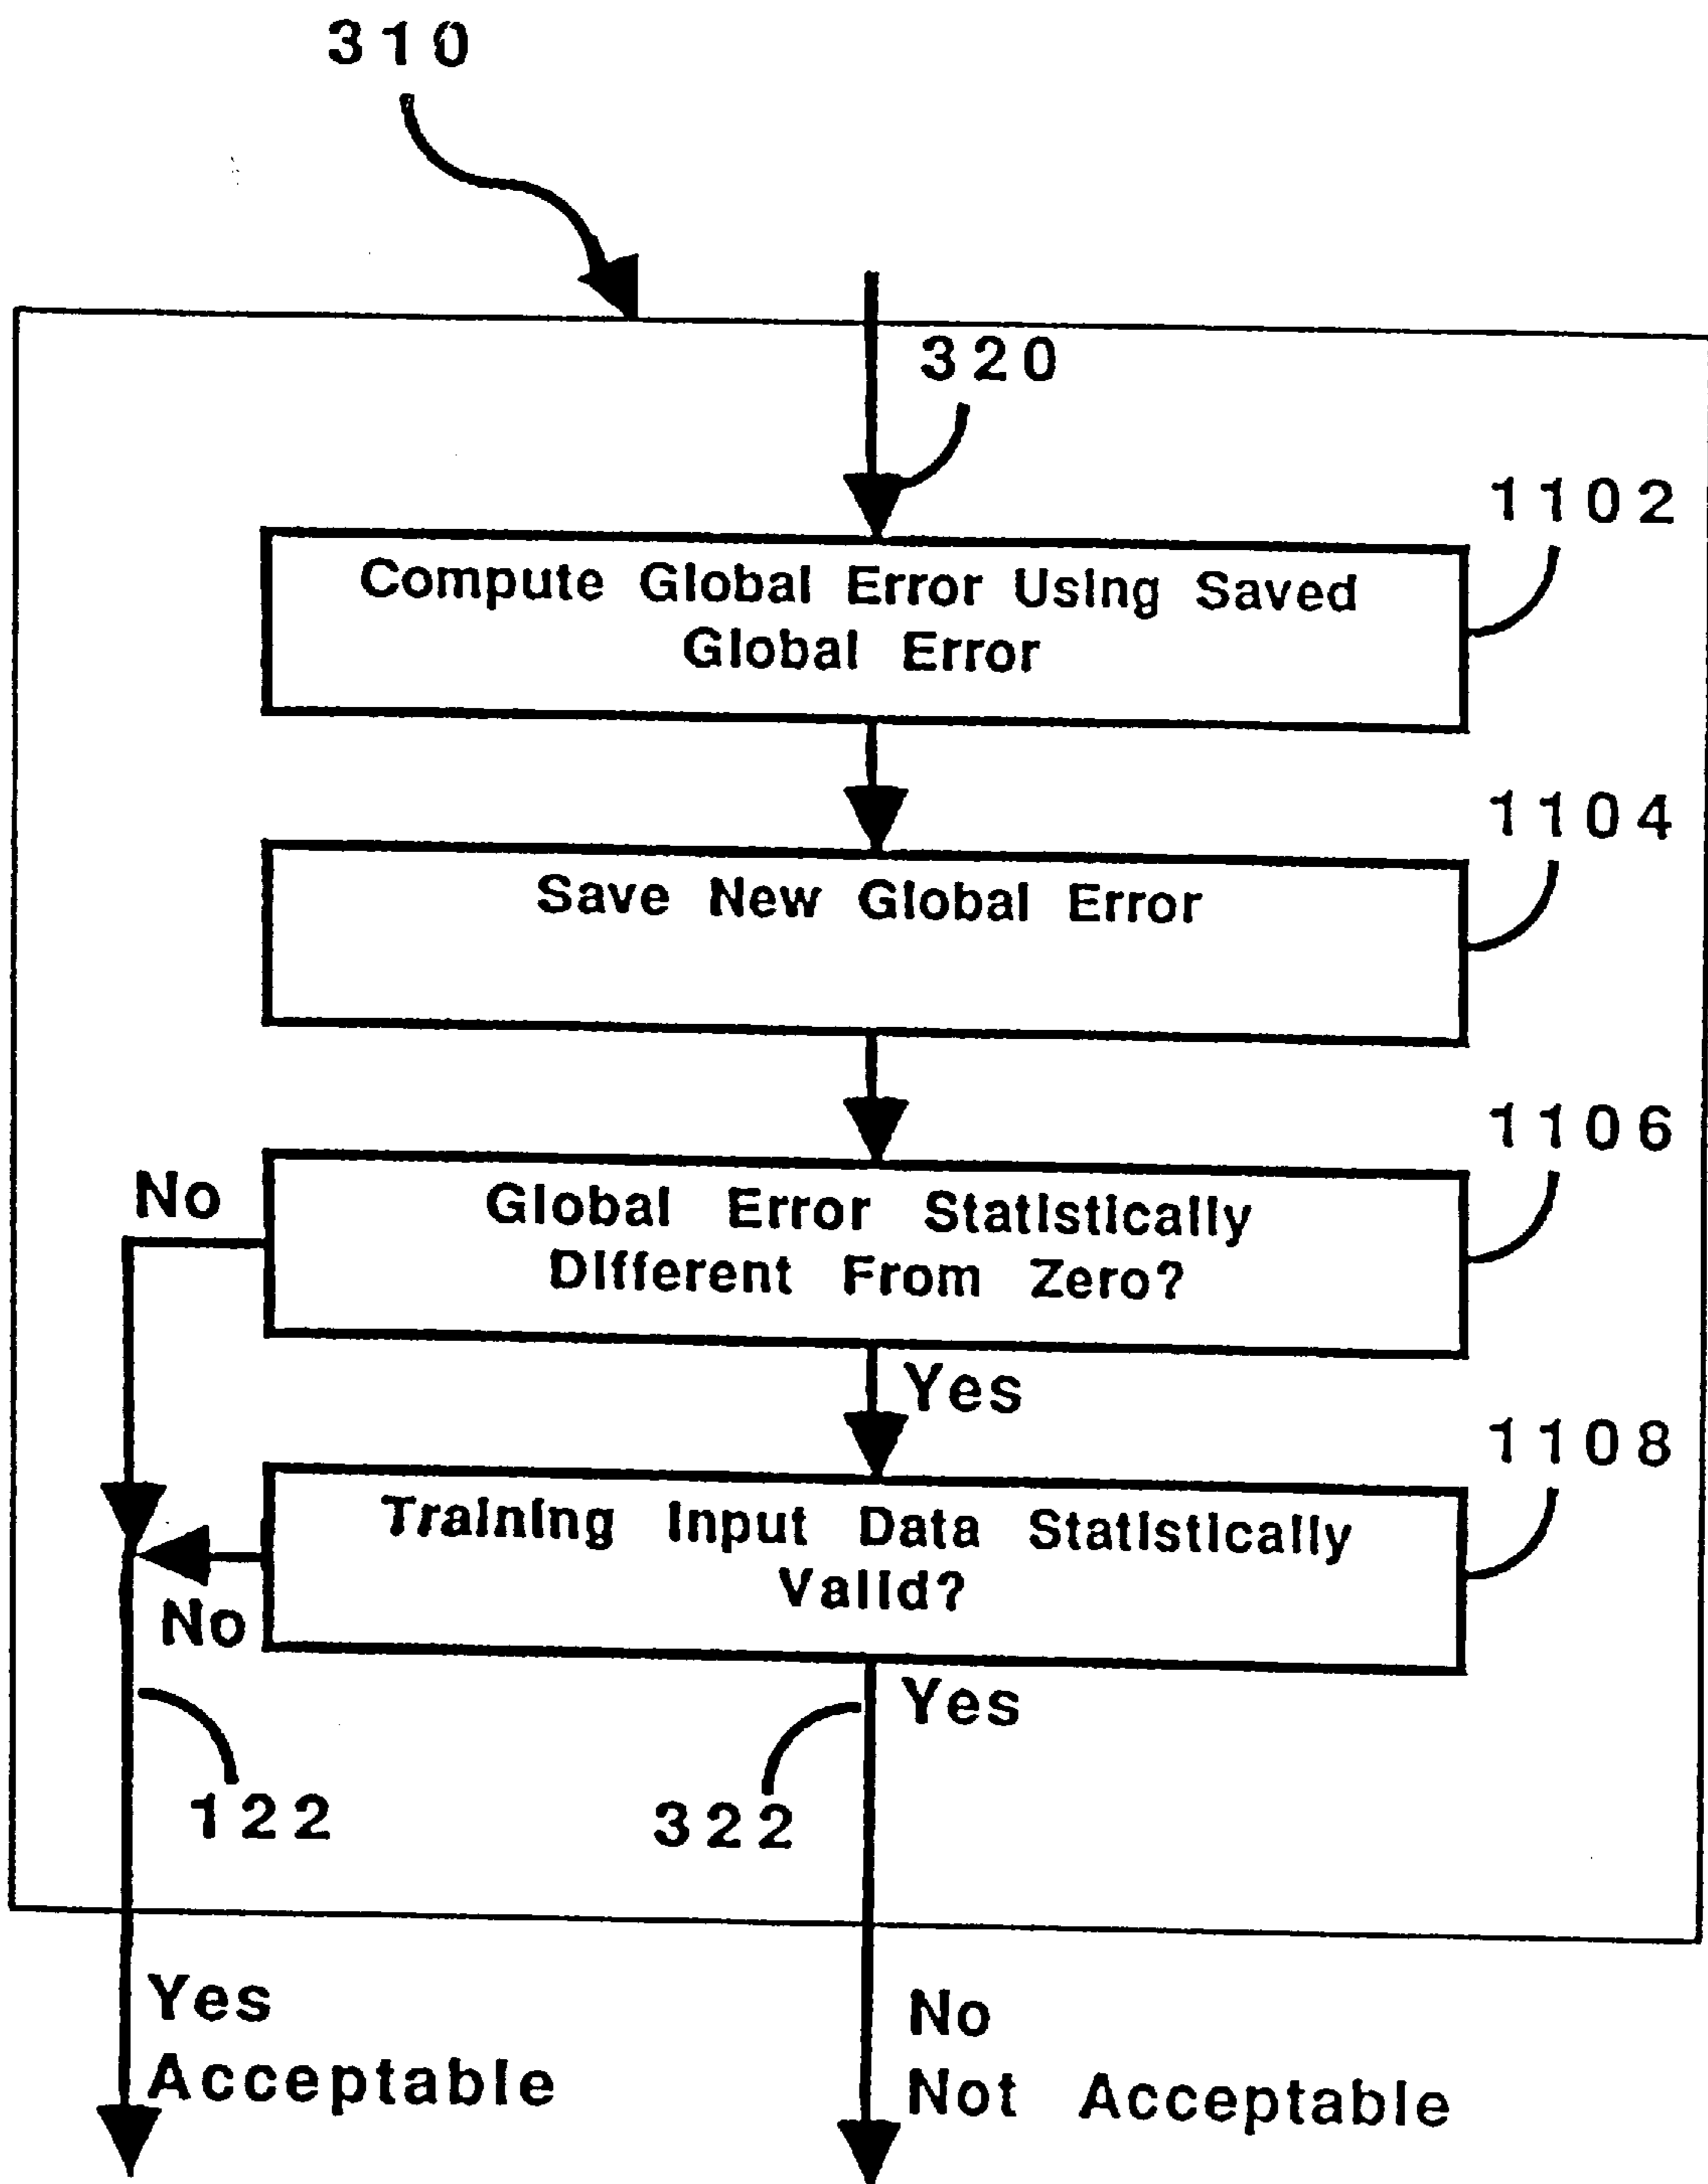 310
320
1102
Compute Global Error Using Saved
Global Error
1104
Save New Global Error
1106
No
Global Error Statistically
Different From Zero?
Yes
1108
Training Input Data Statistically
Valid?
No
Yes
122
322
Yes
Acceptable
No
Not Acceptable